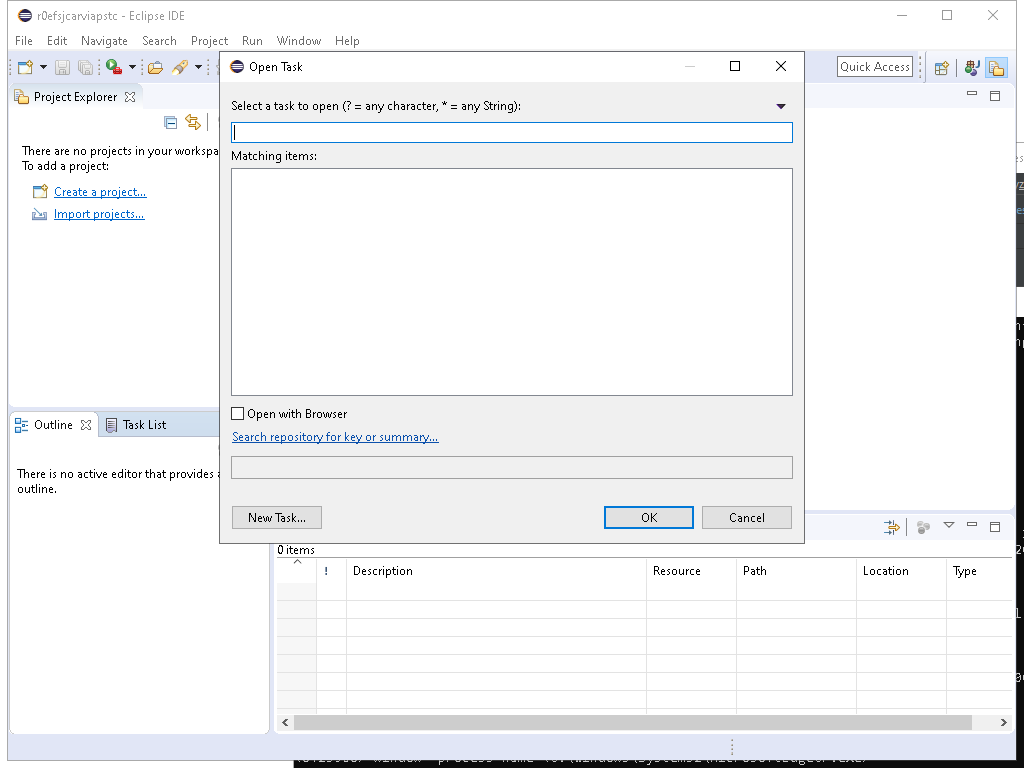 r0efsjcarviapstc - Eclipse IDE
File Edit Navigate Search Project Run Window Help
Open Task
Quick Access
Project Explorer
Select a task to open (? = any character, * = any String):
There are no projects in your workspa
To add a project:
Matching items:
Create a project...
Import projects...
Open with Browser
Outline
Task List
Search repository for key or summary...
There is no active editor that provides
outline.
New Task...
OK
Cancel
0 items
! Description Resource Path Location Type